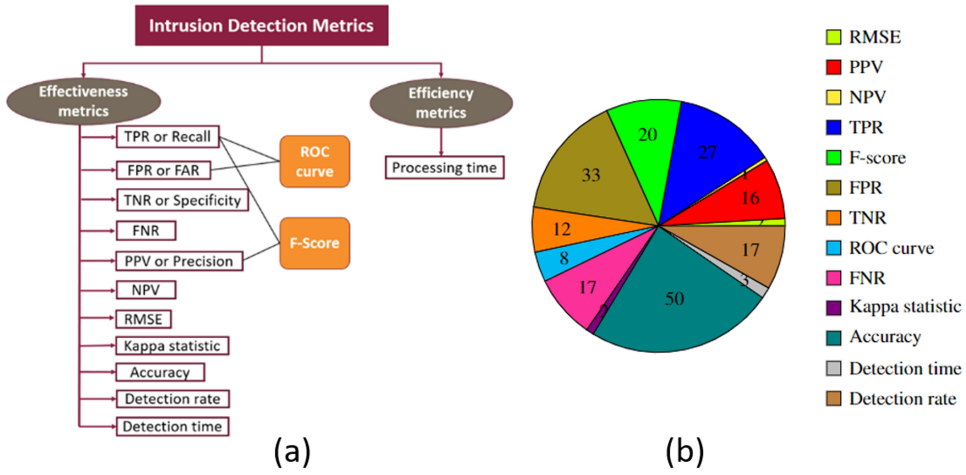 Intrusion Detection Metrics
Effectiveness
metrics
Efficiency
metrics
TPR or Recall
FPR or FAR
TNR or Specificity
FNR
PPV or Precision
NPV
RMSE
Kappa statistic
Accuracy
Detection rate
Detection time
ROC
curve
F-Score
Processing time
(a)
20
27
1
16
2
17
3
50
2
17
8
12
33
RMSE
PPV
NPV
TPR
F-score
FPR
TNR
ROC curve
FNR
Kappa statistic
Accuracy
Detection time
Detection rate
(b)